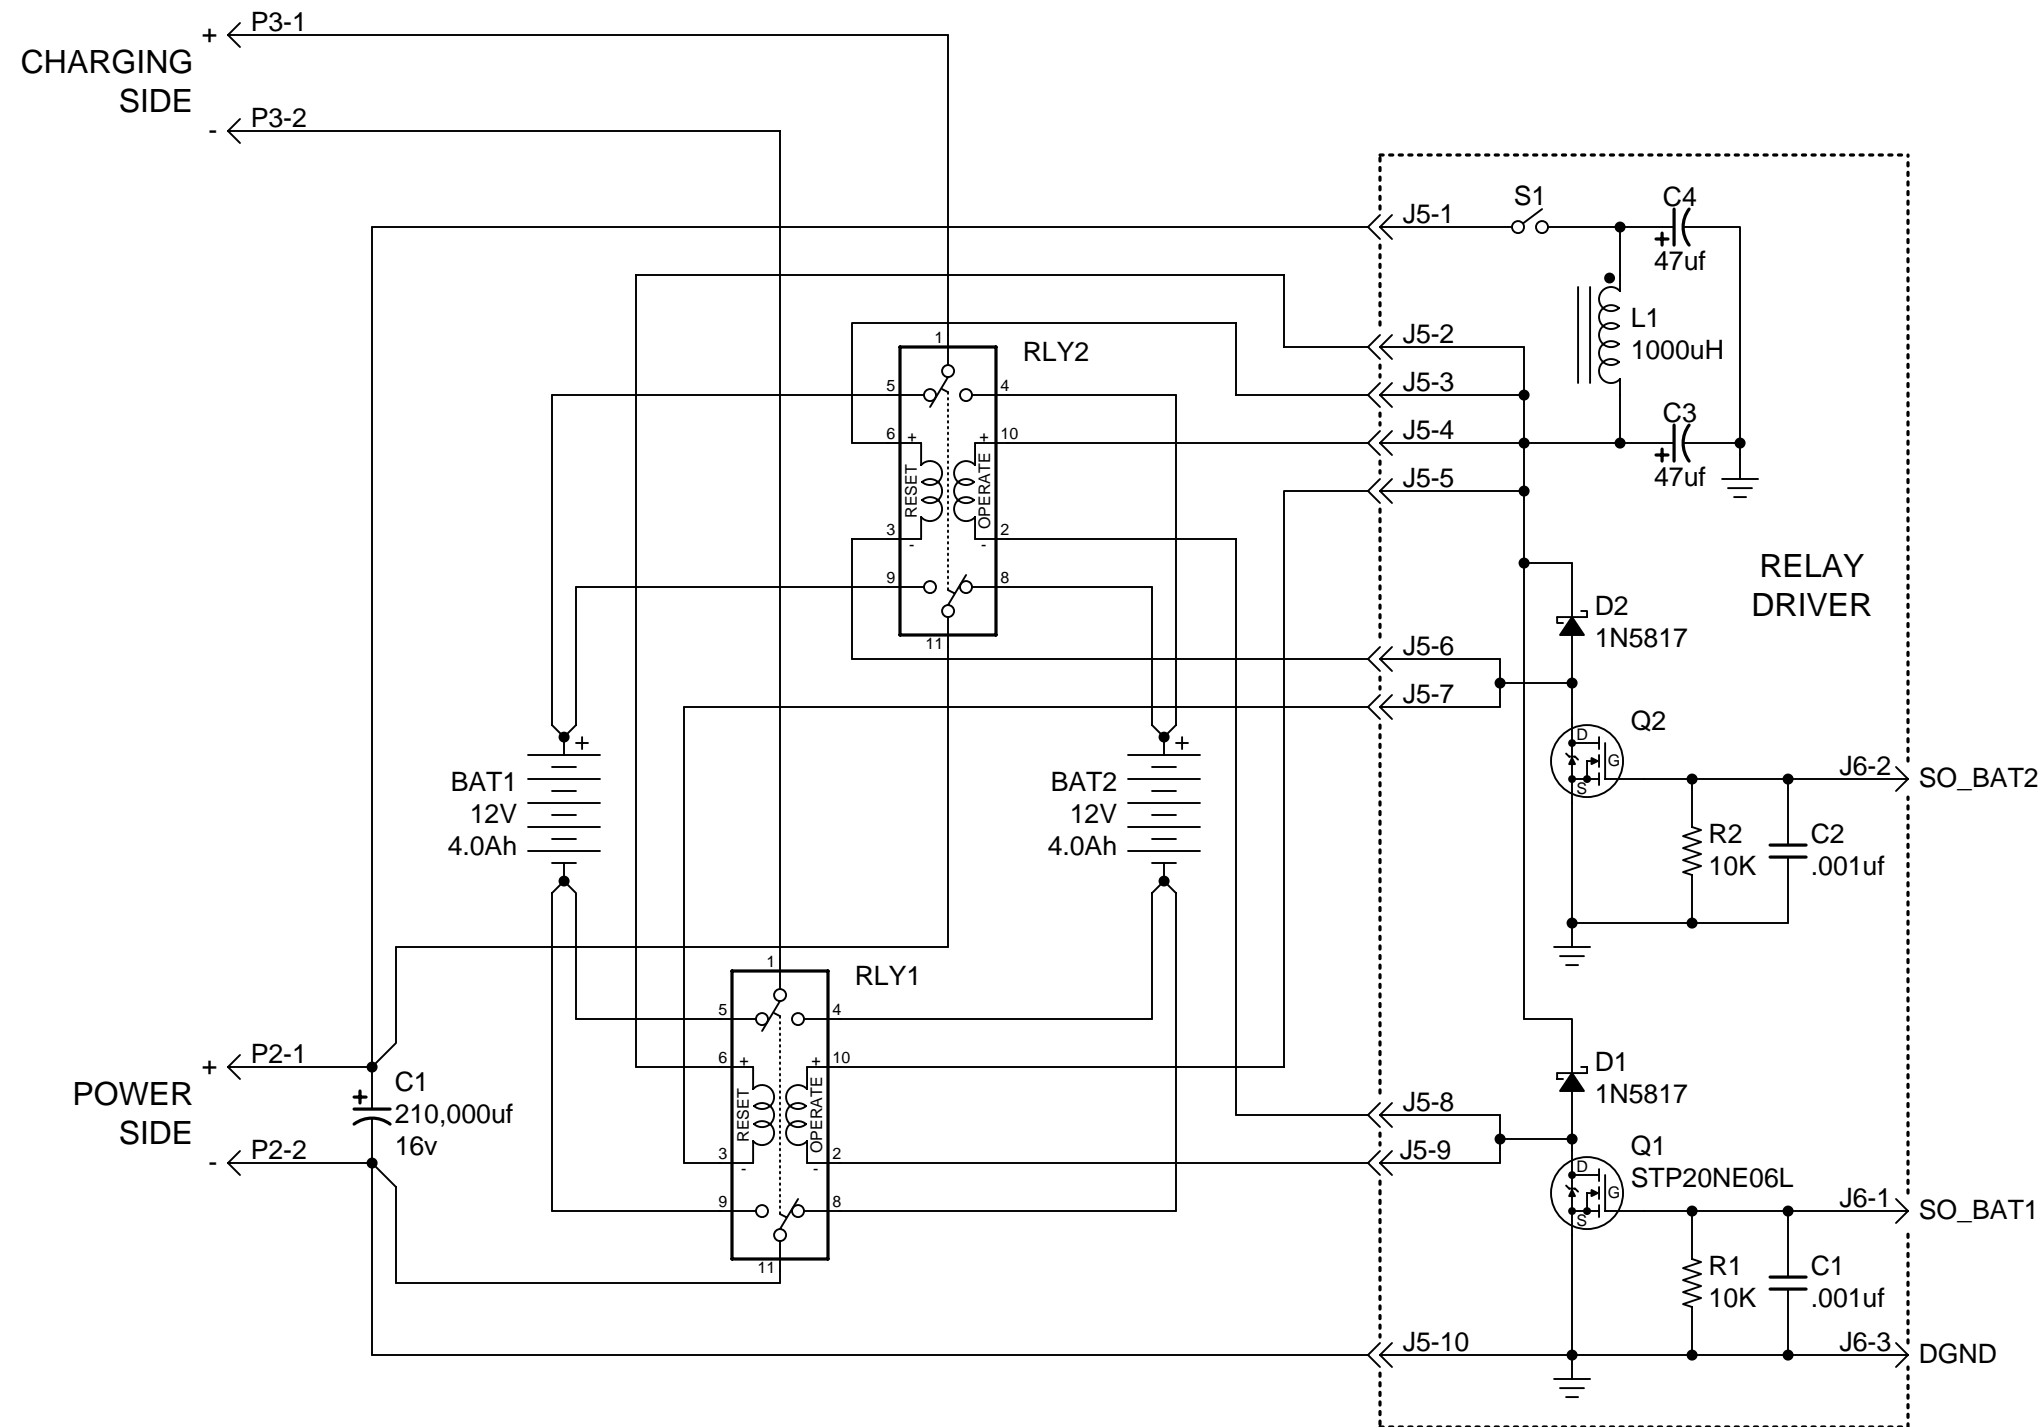 + P3-1
CHARGING
SIDE
- P3-2
J5-1
S1
C4
+
47uf
L1
1000uH
J5-2
J5-3
J5-4
J5-5
C3
+
47uf
RLY2
1
5
4
6
+
+
10
RESET
OPERATE
3
-
-
2
9
8
11
RELAY
DRIVER
D2
1N5817
J5-6
J5-7
Q2
D
G
S
J6-2
SO_BAT2
R2
10K
C2
.001uf
+
BAT1
12V
4.0Ah
+
BAT2
12V
4.0Ah
RLY1
1
5
4
6
+
+
10
RESET
OPERATE
3
-
-
2
9
8
11
+ P2-1
POWER
SIDE
- P2-2
+
C1
210,000uf
16v
D1
1N5817
J5-8
J5-9
Q1
STP20NE06L
D
G
S
J6-1
SO_BAT1
R1
10K
C1
.001uf
J5-10
J6-3
DGND